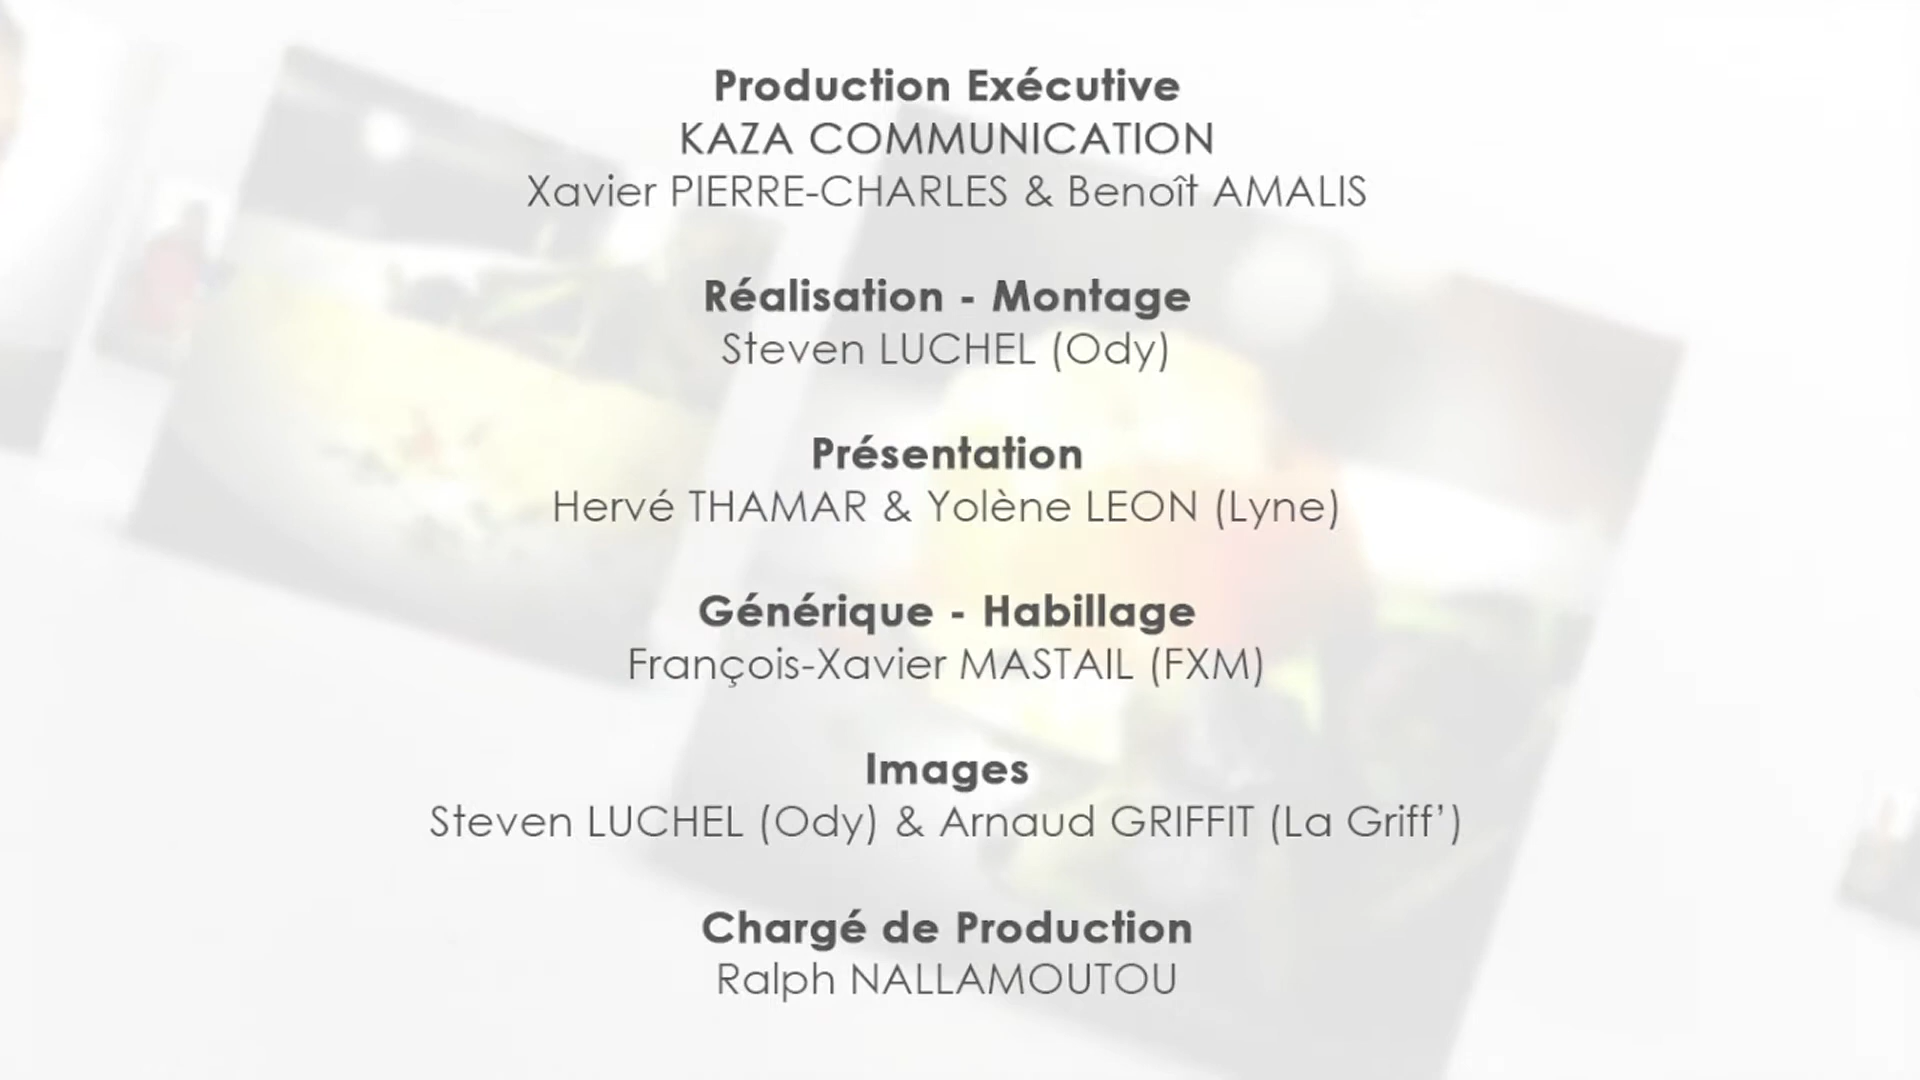 Production Exécutive
KAZA COMMUNICATION
Xavier PIERRE-CHARLES & Benoît AMALIS
Réalisation - Montage
Steven LUCHEL (Ody)
Présentation
Hervé THAMAR & Yolène LEON (Lyne)
Générique - Habillage
François-Xavier MASTAIL (FXM)
Images
Steven LUCHEL (Ody) & Arnaud GRIFFIT (La Griff’)
Chargé de Production
Ralph NALLAMOUTOU